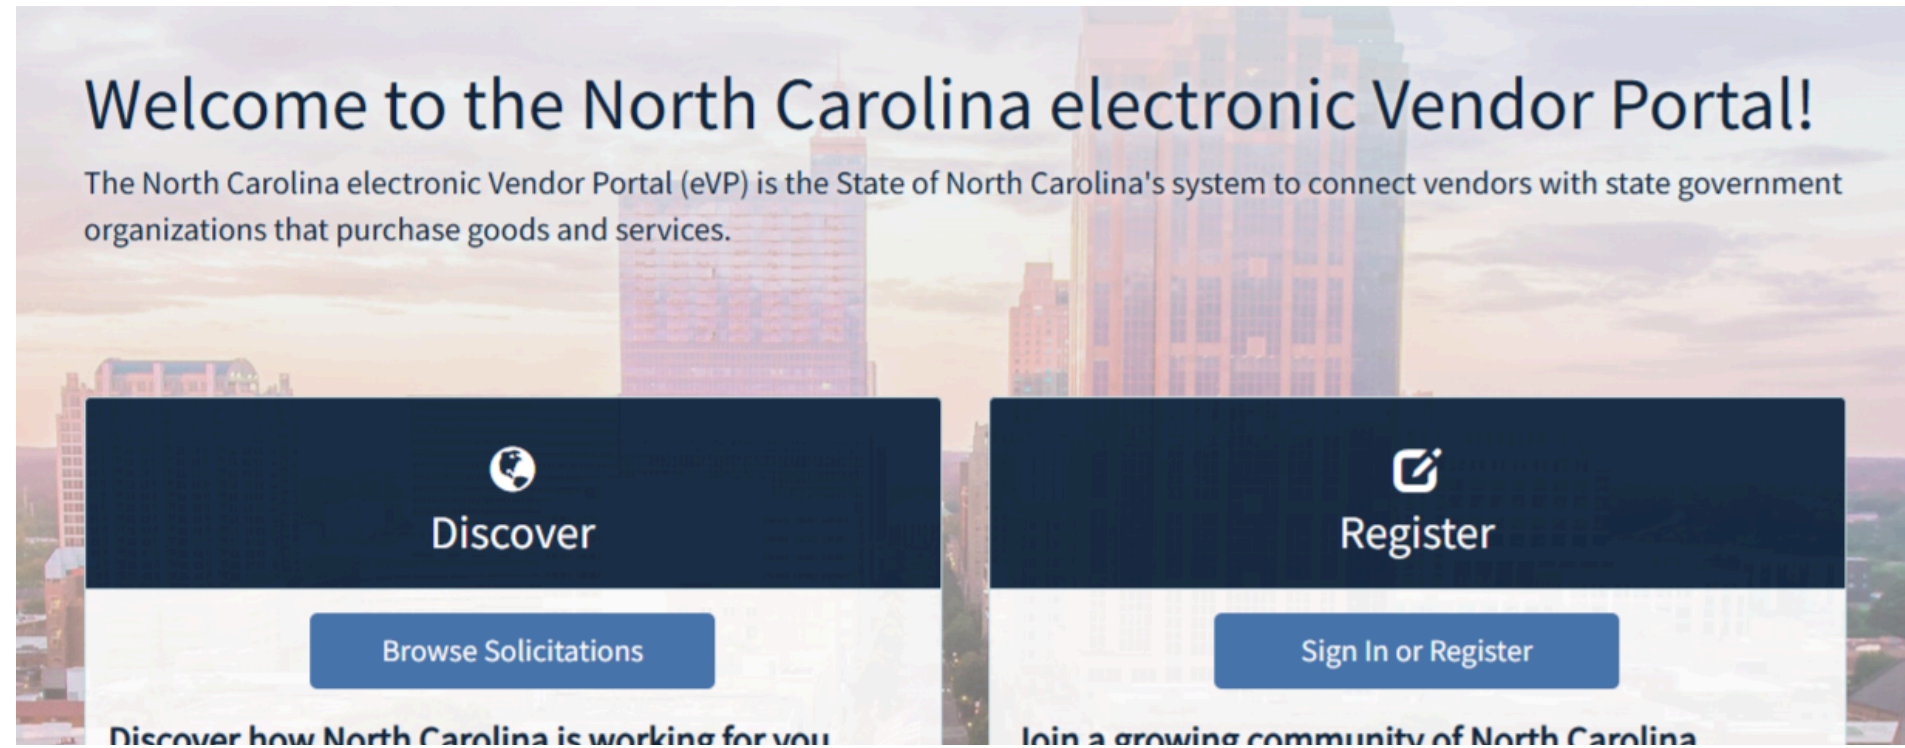 Welcome to the North Carolina electronic Vendor Portal!
The North Carolina electronic Vendor Portal (eVP) is the State of North Carolina's system to connect vendors with state government
organizations that purchase goods and services.
Discover
Browse Solicitations
Discover how North Carolina is working for you
Register
Sign In or Register
Join a growing community of North Carolina